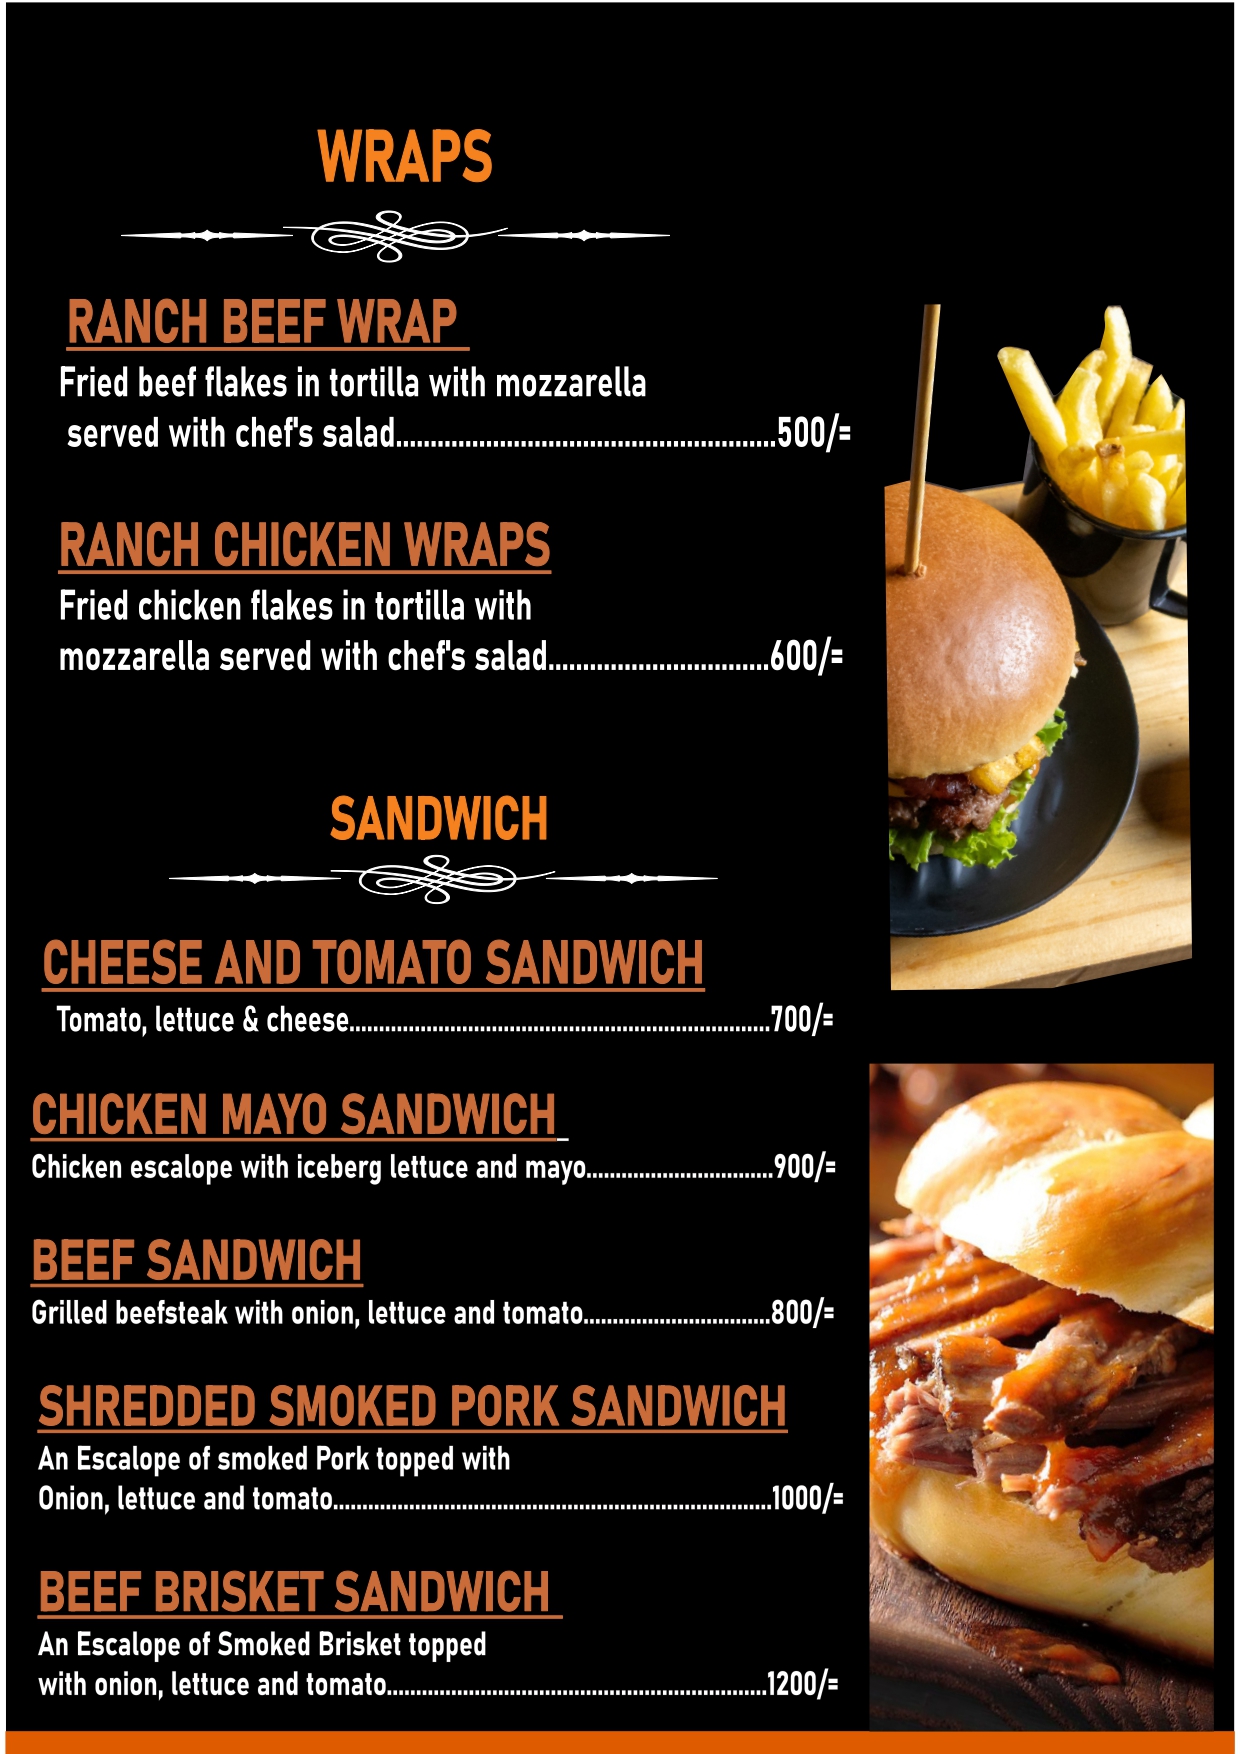 WRAPS
RANCH BEEF WRAP
Fried beef flakes in tortilla with mozzarella
served with chef's salad.......................................................500/=
RANCH CHICKEN WRAPS
Fried chicken flakes in tortilla with
mozzarella served with chef's salad................................600/=
SANDWICH
CHEESE AND TOMATO SANDWICH
Tomato, lettuce & cheese.......................................................................700/=
CHICKEN MAYO SANDWICH
Chicken escalope with iceberg lettuce and mayo................................900/=
BEEF SANDWICH
Grilled beefsteak with onion, lettuce and tomato................................800/=
SHREDDED SMOKED PORK SANDWICH
An Escalope of smoked Pork topped with
Onion, lettuce and tomato...........................................................................1000/=
BEEF BRISKET SANDWICH
An Escalope of Smoked Brisket topped
with onion, lettuce and tomato.................................................................1200/=